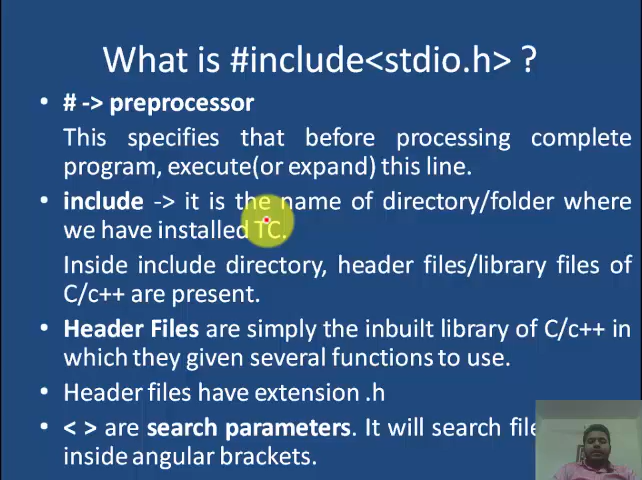 What is #include<stdio.h> ?
• # -> preprocessor
This specifies that before processing complete
program, execute(or expand) this line.
• include -> it is the name of directory/folder where
we have installed TC.
Inside include directory, header files/library files of
C/c++ are present.
• Header Files are simply the inbuilt library of C/c++ in
which they given several functions to use.
• Header files have extension .h
• < > are search parameters. It will search
inside angular brackets.